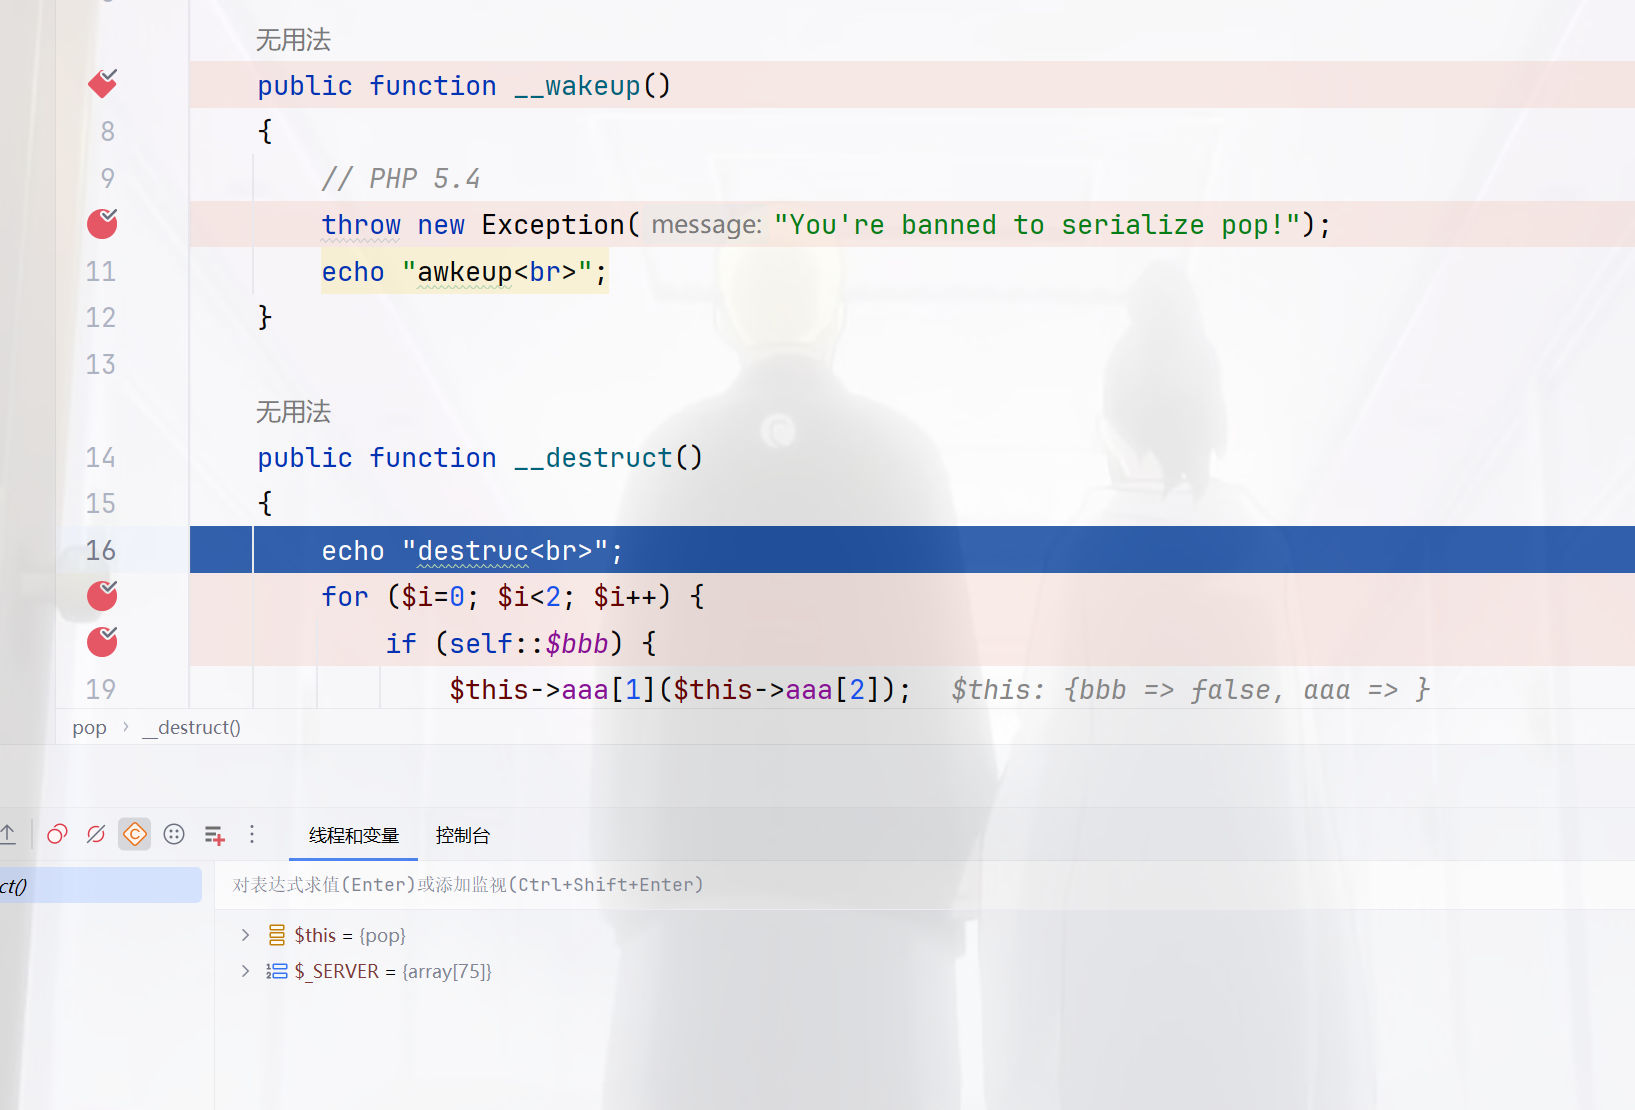 无用法
public function __wakeup()
8 {
9 // PHP 5.4
throw new Exception( message: "You're banned to serialize pop!");
11 echo "awkeup<br>";
12 }
13
无用法
14 public function __destruct()
15 {
16 echo "destruc<br>";
for ($i=0; $i<2; $i++) {
if (self::$bbb) {
19 $this->aaa[1]($this->aaa[2]); $this: {bbb => false, aaa => }
pop › __destruct()
线程和变量 控制台
ct()
对表达式求值(Enter)或添加监视(Ctrl+Shift+Enter)
$this = {pop}
$_SERVER = {array[75]}